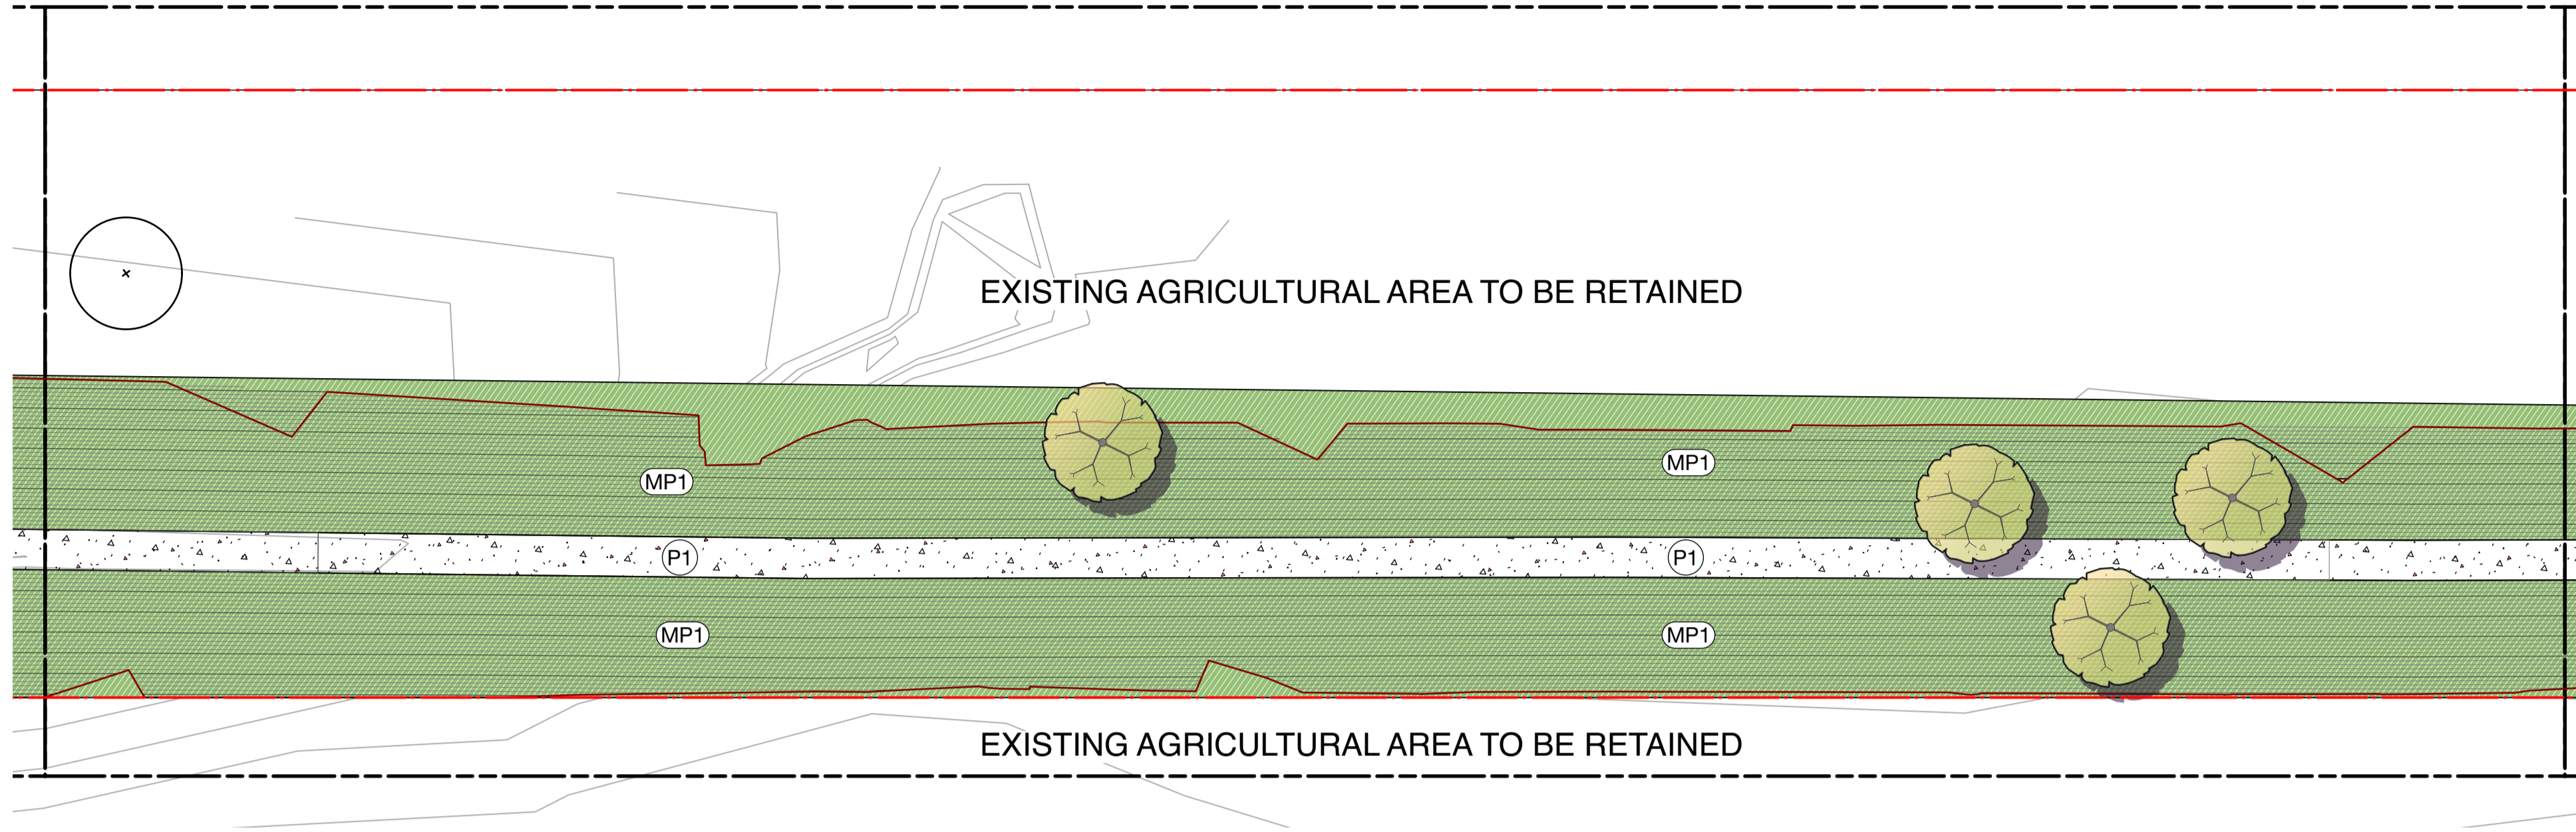 EXISTING AGRICULTURAL AREA TO BE RETAINED
MP1
MP1
P1
P1
MP1
MP1
EXISTING AGRICULTURAL AREA TO BE RETAINED